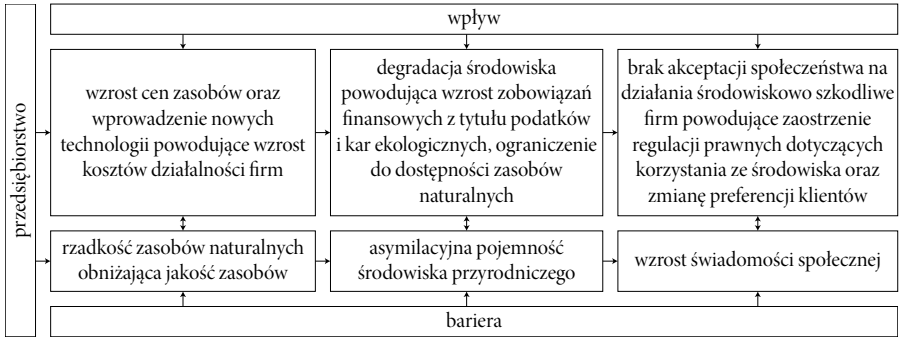 wpływ
przedsiębiorstwo
wzrost cen zasobów oraz
wprowadzenie nowych
technologii powodujące wzrost
kosztów działalności firm
degradacja środowiska
powodująca wzrost zobowiązań
finansowych z tytułu podatków
i kar ekologicznych, ograniczenie
do dostępności zasobów
naturalnych
brak akceptacji społeczeństwa na
działania środowiskowo szkodliwe
firm powodujące zaostrzenie
regulacji prawnych dotyczących
korzystania ze środowiska oraz
zmianę preferencji klientów
rzadkość zasobów naturalnych
obniżająca jakość zasobów
asymilacyjna pojemność
środowiska przyrodniczego
wzrost świadomości społecznej
bariera